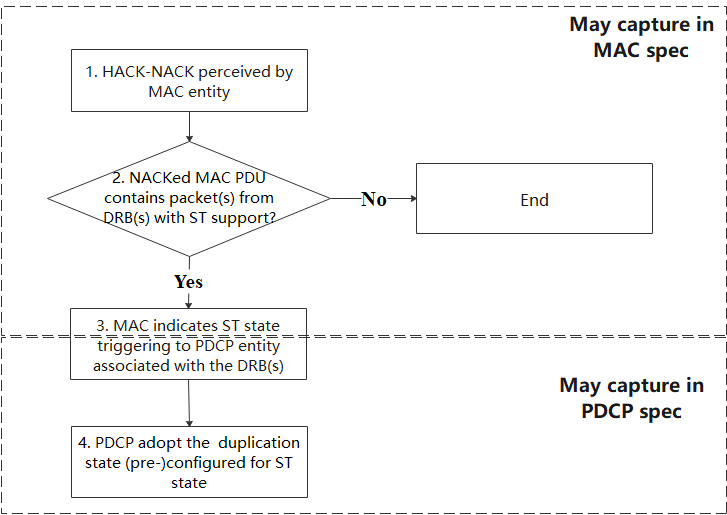 May capture in
MAC spec
1. HACK-NACK perceived by
MAC entity
2. NACKed MAC PDU
contains packet(s) from
DRB(s) with ST support?
No
End
Yes
3. MAC indicates ST state
triggering to PDCP entity
associated with the DRB(s)
May capture in
PDCP spec
4. PDCP adopt the duplication
state (pre-)configured for ST
state